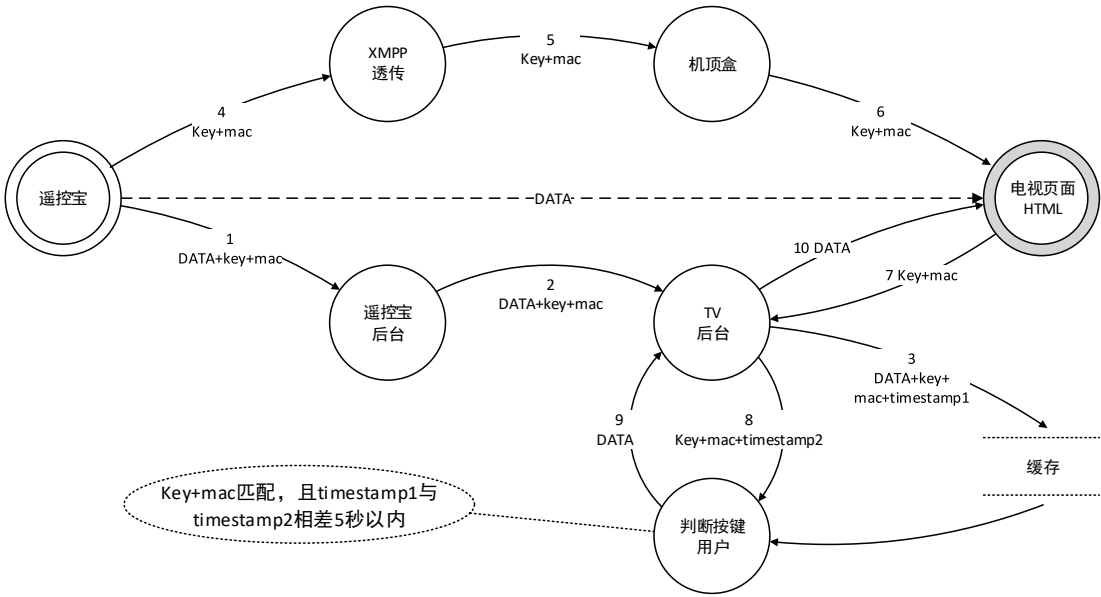 XMPP
透传
5
Key+mac
机顶盒
4
Key+mac
6
Key+mac
遥控宝
DATA
电视页面
HTML
1
DATA+key+mac
10 DATA
7 Key+mac
2
DATA+key+mac
遥控宝
后台
TV
后台
3
DATA+key+
mac+timestamp1
9
DATA
8
Key+mac+timestamp2
缓存
Key+mac匹配，且timestamp1与
timestamp2相差5秒以内
判断按键
用户